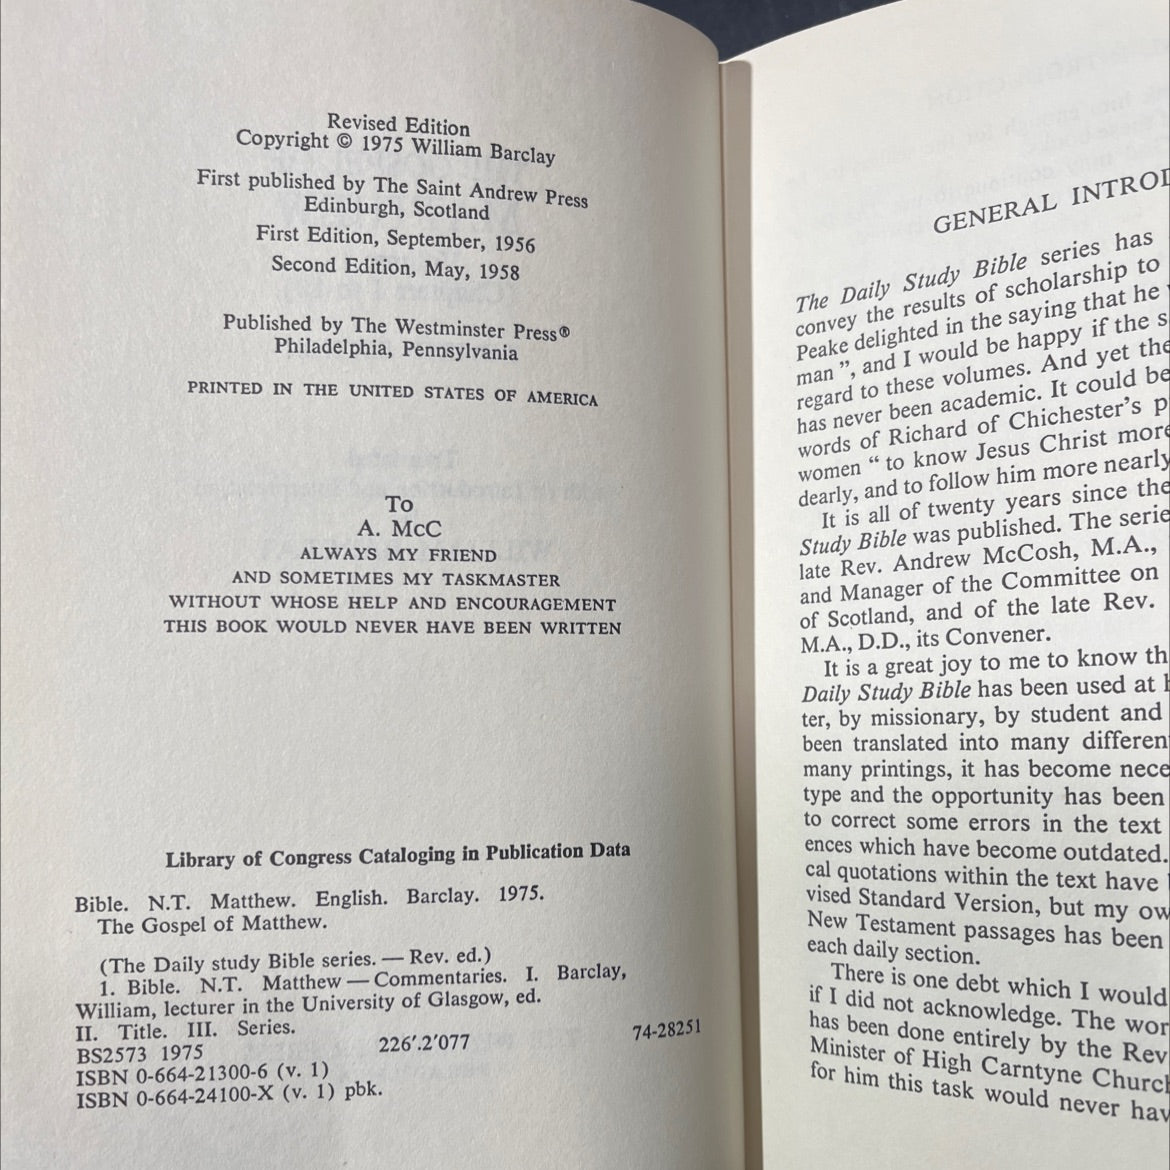 Revised Edition
Copyright © 1975 William Barclay
First published by The Saint Andrew Press
Edinburgh, Scotland
First Edition, September, 1956
Second Edition, May, 1958
Published by The Westminster Press®
Philadelphia, Pennsylvania
PRINTED IN THE UNITED STATES OF AMERICA
To
A. McC
ALWAYS MY FRIEND
AND SOMETIMES MY TASKMASTER
WITHOUT WHOSE HELP AND ENCOURAGEMENT
THIS BOOK WOULD NEVER HAVE BEEN WRITTEN
Library of Congress Cataloging in Publication Data
Bible. N.T. Matthew. English. Barclay. 1975.
The Gospel of Matthew.
(The Daily study Bible series. — Rev. ed.)
1. Bible. N.T. Matthew — Commentaries. I. Barclay,
William, lecturer in the University of Glasgow, ed.
II. Title. III. Series.
BS2573 1975 226′.2′077 74-28251
ISBN 0-664-21300-6 (v. 1)
ISBN 0-664-24100-X (v. 1) pbk.
GENERAL INTROD
The Daily Study Bible series has
convey the results of scholarship to
Peake delighted in the saying that he
man ”, and I would be happy if the s
regard to these volumes. And yet the
has never been academic. It could be
words of Richard of Chichester's p
women “ to know Jesus Christ more
dearly, and to follow him more nearly
It is all of twenty years since the
Study Bible was published. The serie
late Rev. Andrew McCosh, M.A.,
and Manager of the Committee on
of Scotland, and of the late Rev.
M.A., D.D., its Convener.
It is a great joy to me to know th
Daily Study Bible has been used at h
ter, by missionary, by student and
been translated into many differen
many printings, it has become nece
type and the opportunity has been
to correct some errors in the text
ences which have become outdated.
cal quotations within the text have
vised Standard Version, but my ow
New Testament passages has been
each daily section.
There is one debt which I would
if I did not acknowledge. The wor
has been done entirely by the Rev
Minister of High Carntyne Church
for him this task would never hav